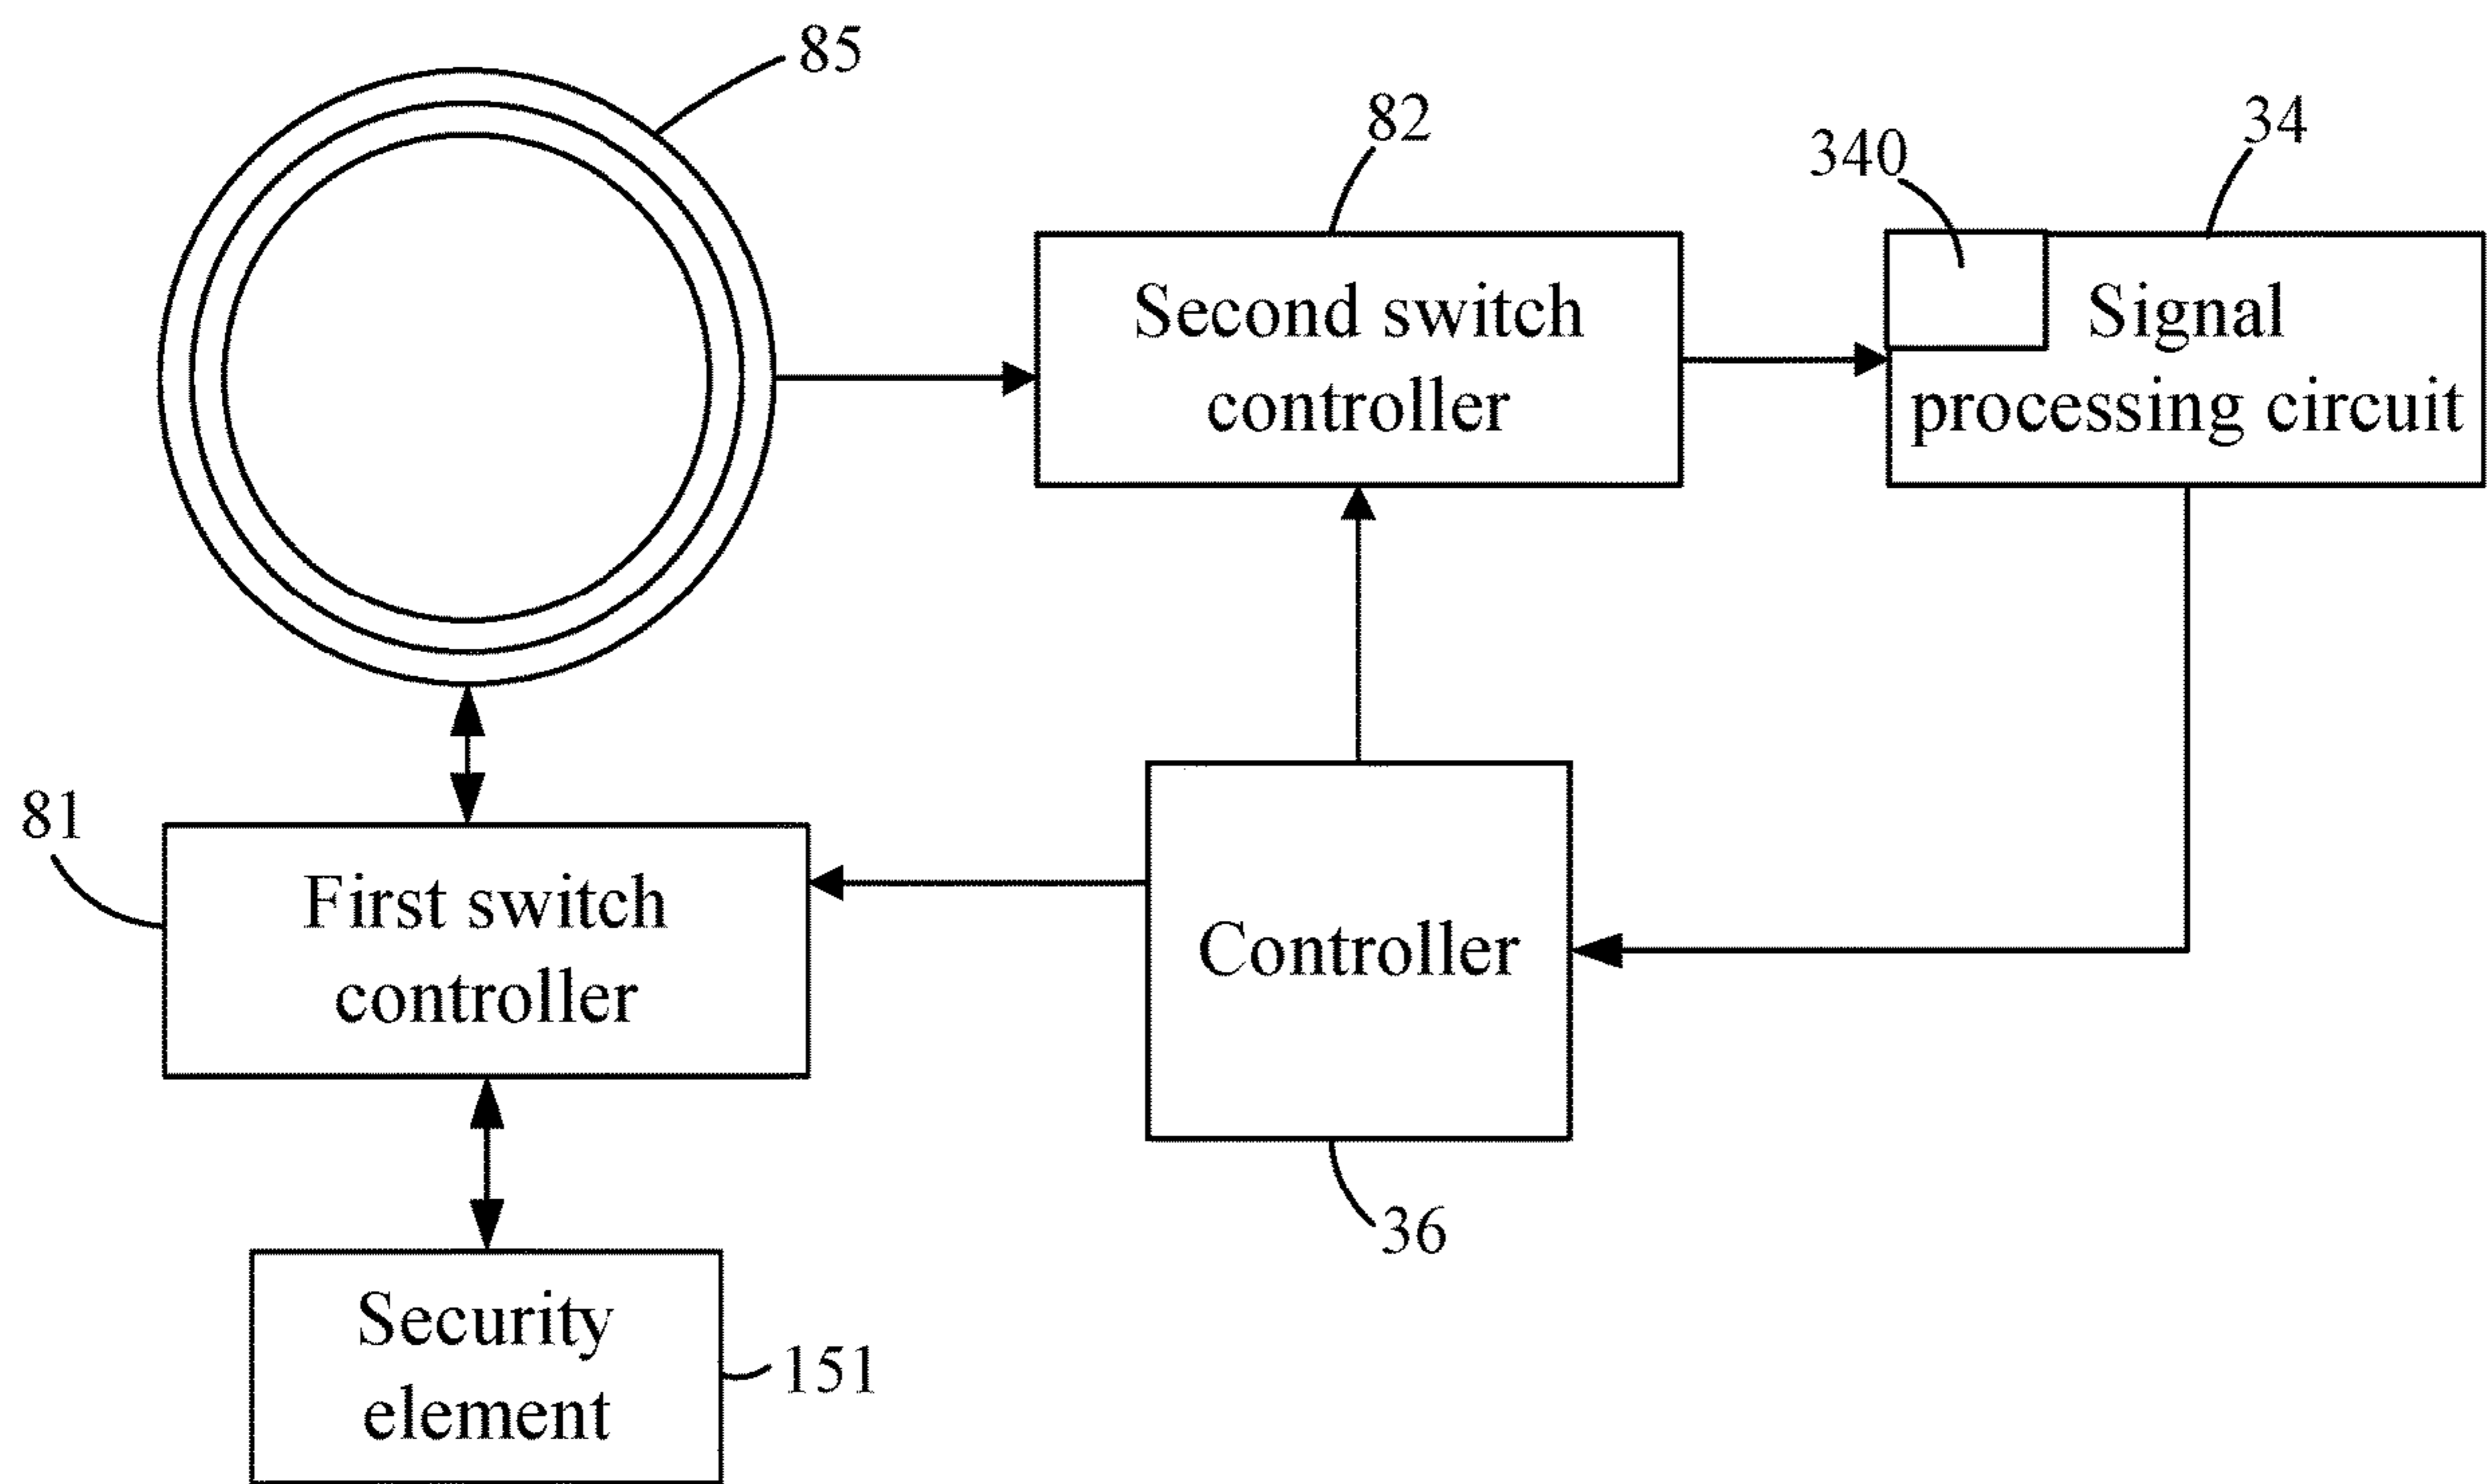 85
82
34
340
Second switch
controller
Signal
processing circuit
81
First switch
controller
Controller
36
Security
element
151